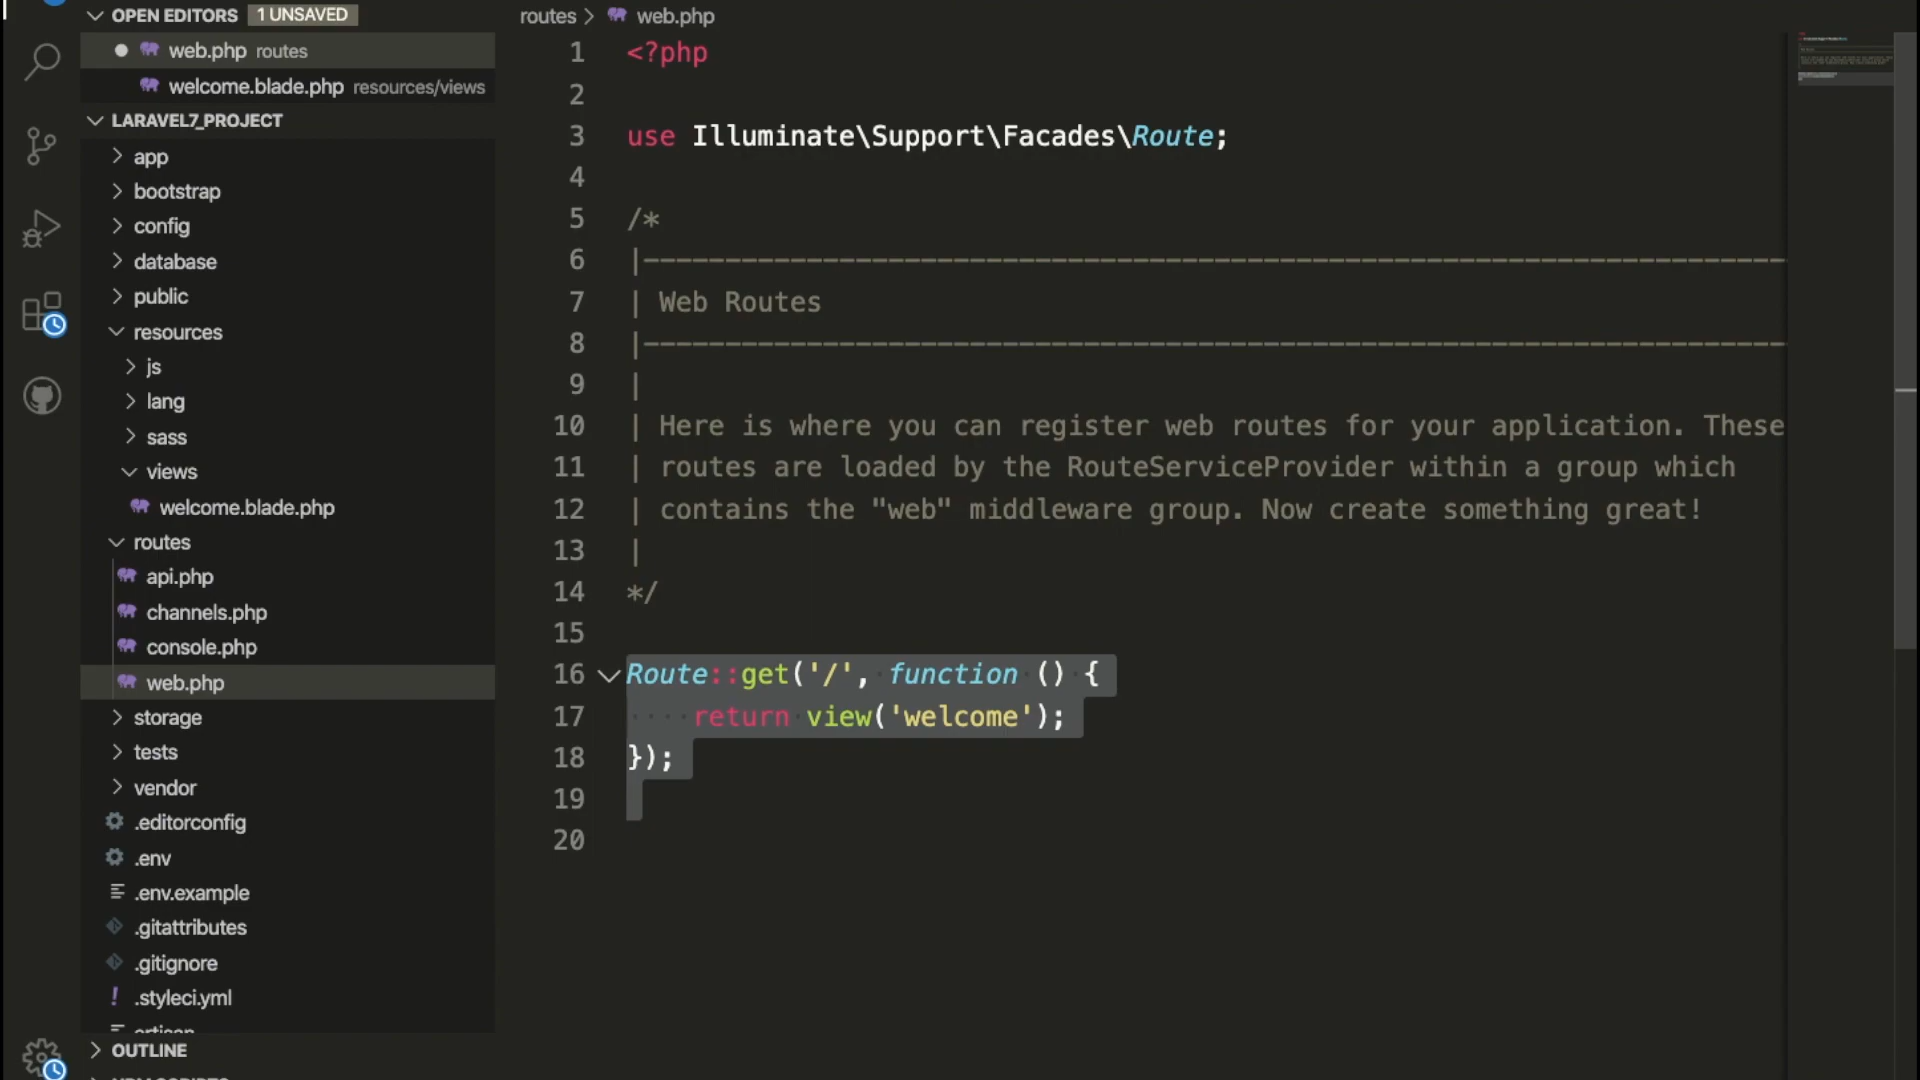 OPEN EDITORS 1 UNSAVED
web.php routes
welcome.blade.php resources/views
LARAVEL7_PROJECT
app
bootstrap
config
database
public
resources
js
lang
sass
views
welcome.blade.php
routes
api.php
channels.php
console.php
web.php
storage
tests
vendor
.editorconfig
.env
.env.example
.gitattributes
.gitignore
.styleci.yml
artisan
OUTLINE
routes > web.php
1 <?php
2
3 use Illuminate\Support\Facades\Route;
4
5 /*
6 |--------------------------------------------------------------------------
7 | Web Routes
8 |--------------------------------------------------------------------------
9 |
10 | Here is where you can register web routes for your application. These
11 | routes are loaded by the RouteServiceProvider within a group which
12 | contains the "web" middleware group. Now create something great!
13 |
14 */
15
16 Route::get('/', function () {
17 return view('welcome');
18 });
19
20